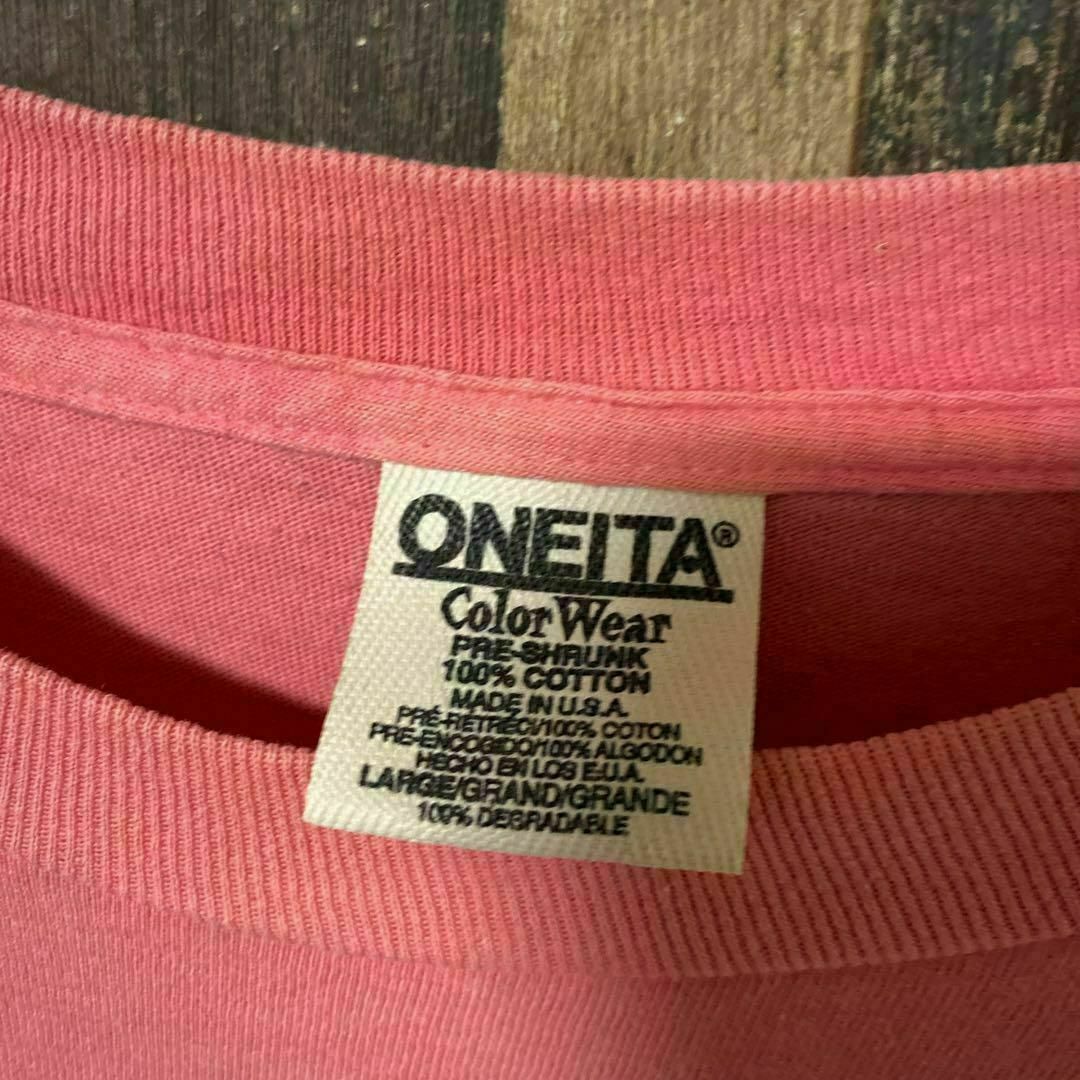 ONEITA®
Color Wear
PRE-SHRUNK
100% COTTON
MADE IN U.S.A.
PRÉ-RÉTRÉCI/100% COTON
PRE-ENCOGIDO/100% ALGODON
HECHO EN LOS E.U.A.
LARGE/GRAND/GRANDE
100% DEGRADABLE